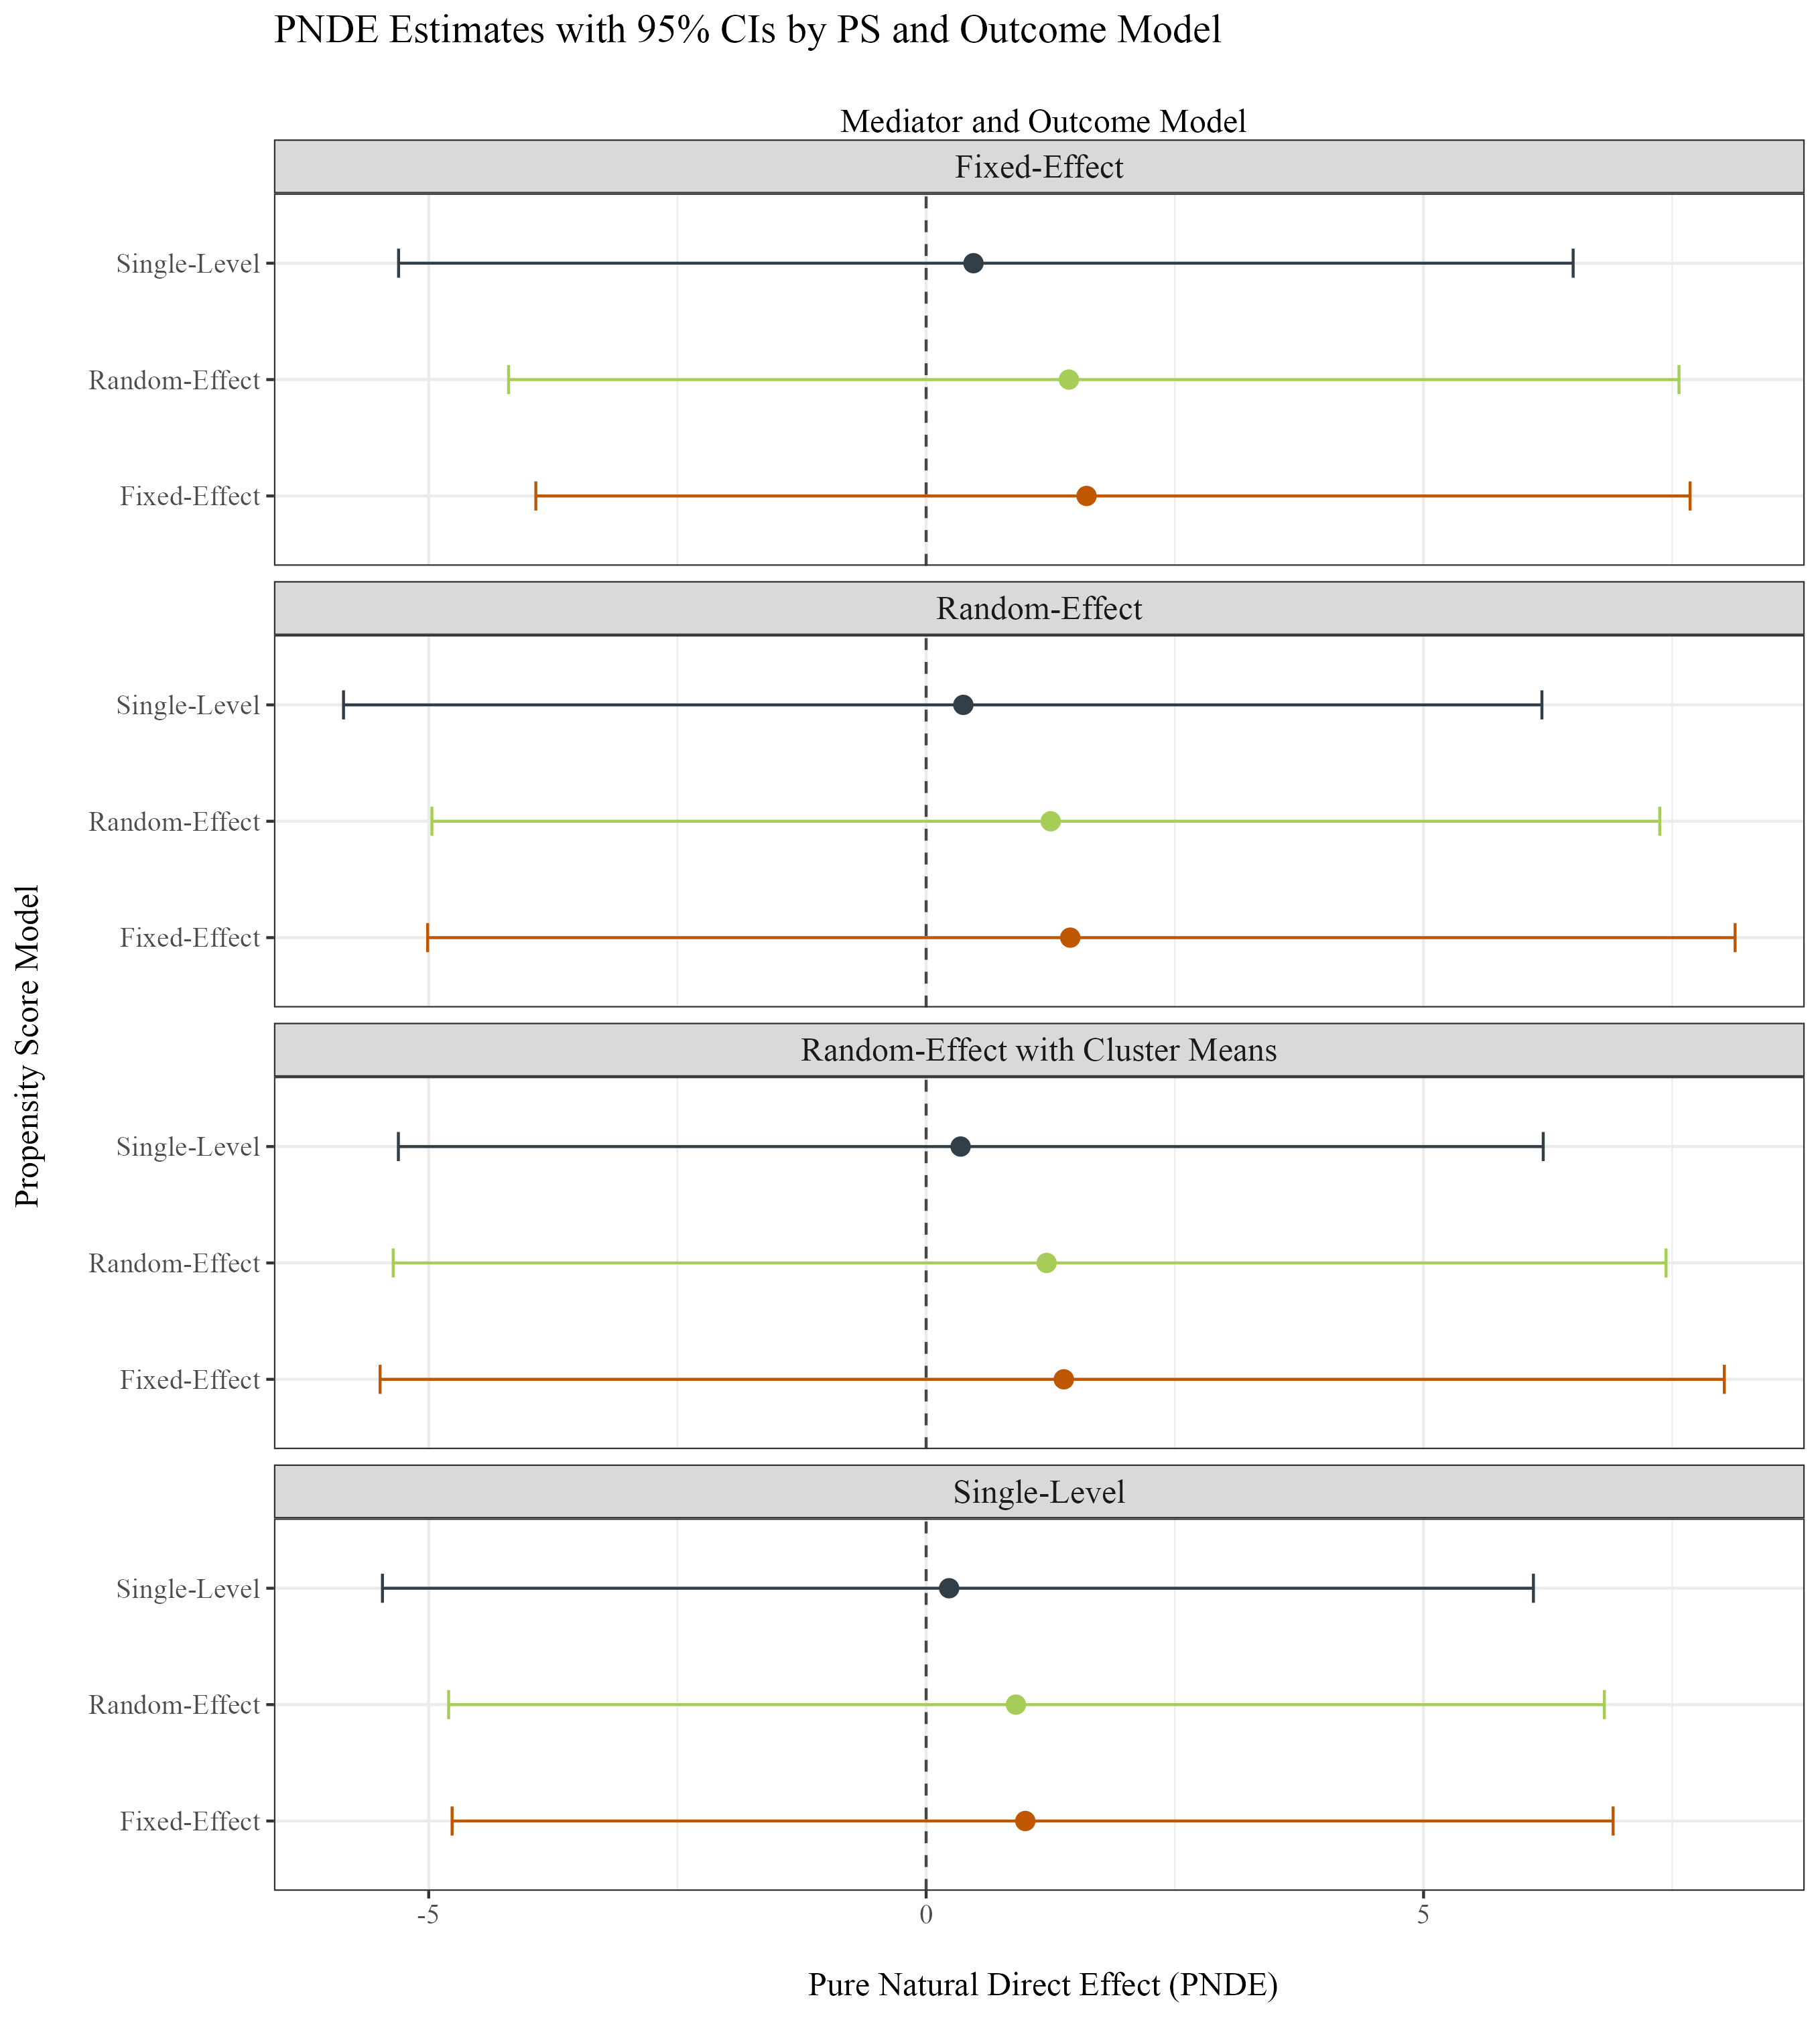 PNDE Estimates with 95% CIs by PS and Outcome Model
Mediator and Outcome Model
Fixed-Effect
Single-Level
Random-Effect
Fixed-Effect
Random-Effect
Single-Level
Random-Effect
Fixed-Effect
Random-Effect with Cluster Means
Single-Level
Random-Effect
Fixed-Effect
Single-Level
Single-Level
Random-Effect
Fixed-Effect
Propensity Score Model
-5 0 5
Pure Natural Direct Effect (PNDE)